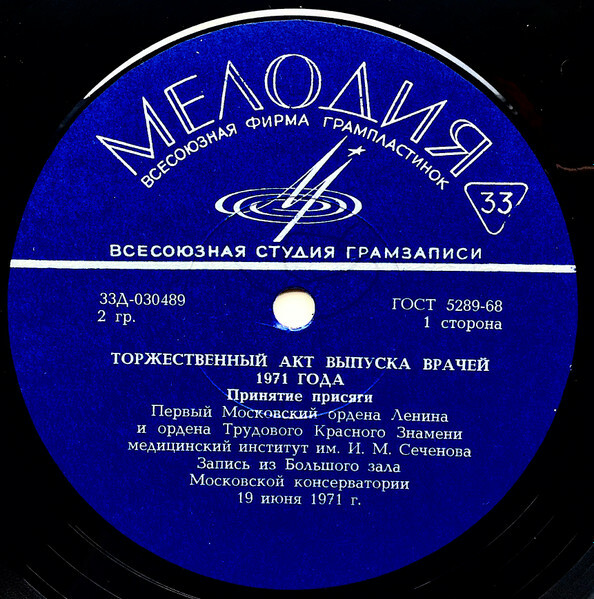 МЕЛОДИЯ
ВСЕСОЮЗНАЯ ФИРМА ГРАМПЛАСТИНОК
33
ВСЕСОЮЗНАЯ СТУДИЯ ГРАМЗАПИСИ
33Д-030489
ГОСТ 5289-68
2 гр.
1 сторона
ТОРЖЕСТВЕННЫЙ АКТ ВЫПУСКА ВРАЧЕЙ
1971 ГОДА
Принятие присяги
Первый Московский ордена Ленина
и ордена Трудового Красного Знамени
медицинский институт им. И. М. Сеченова
Запись из Большого зала
Московской консерватории
19 июня 1971 г.